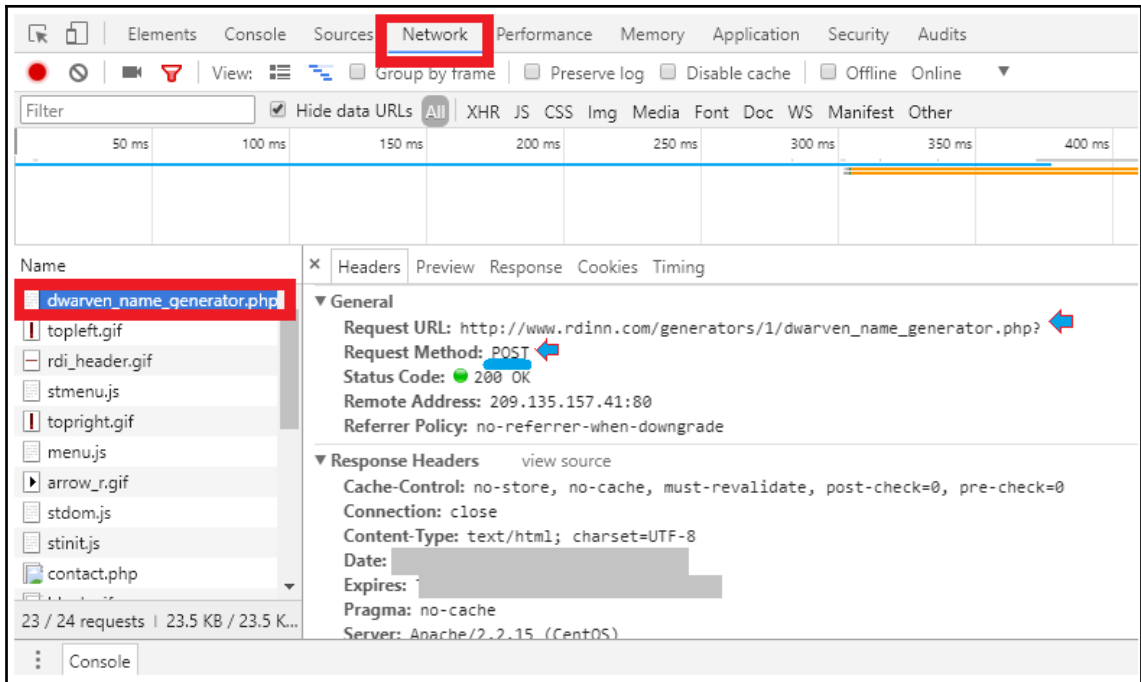 Elements Console Sources Network Performance Memory Application Security Audits
View: Group by frame Preserve log Disable cache Offline Online
Filter Hide data URLs All XHR JS CSS Img Media Font Doc WS Manifest Other
50 ms 100 ms 150 ms 200 ms 250 ms 300 ms 350 ms 400 ms
Name
× Headers Preview Response Cookies Timing
dwarven_name_generator.php
topleft.gif
rdi_header.gif
stmenu.js
topright.gif
menu.js
arrow_r.gif
stdom.js
stinit.js
contact.php
23 / 24 requests | 23.5 KB / 23.5 K...
▼ General
Request URL: http://www.rdinn.com/generators/1/dwarven_name_generator.php?
Request Method: POST
Status Code: 200 OK
Remote Address: 209.135.157.41:80
Referrer Policy: no-referrer-when-downgrade
▼ Response Headers view source
Cache-Control: no-store, no-cache, must-revalidate, post-check=0, pre-check=0
Connection: close
Content-Type: text/html; charset=UTF-8
Date:
Expires:
Pragma: no-cache
Server: Apache/2.2.15 (CentOS)
Console